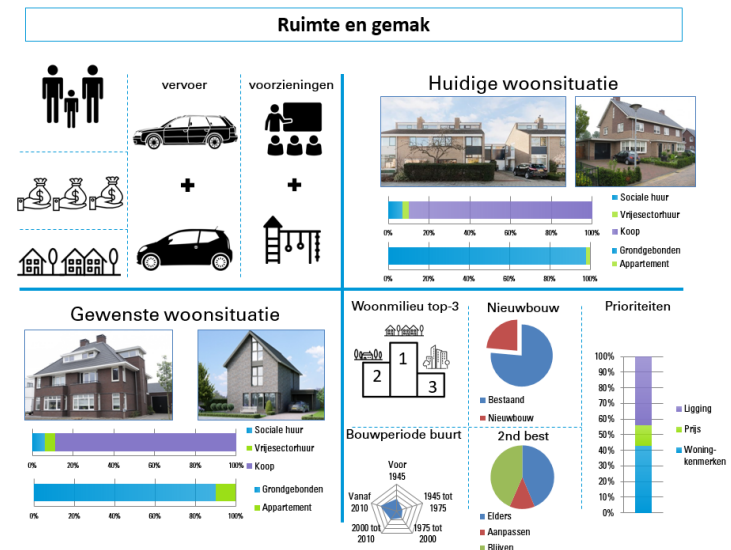 Ruimte en gemak
vervoer
voorzieningen
+
+
Huidige woonsituatie
Sociale huur
Vrijesectorhuur
Koop
0% 20% 40% 60% 80% 100%
Grondgebonden
Appartement
0% 20% 40% 60% 80% 100%
Gewenste woonsituatie
Sociale huur
Vrijesectorhuur
Koop
0% 20% 40% 60% 80% 100%
Grondgebonden
Appartement
0% 20% 40% 60% 80% 100%
Woonmilieu top-3
1
2
3
Nieuwbouw
Bestaand
Nieuwbouw
Bouwperiode buurt
Voor
1945
1945 tot
1975
1975 tot
2000
2000 tot
2010
Vanaf
2010
2nd best
Elders
Aanpassen
Blijven
Prioriteiten
100%
90%
80%
70%
60%
50%
40%
30%
20%
10%
0%
Ligging
Prijs
Woning-
kenmerken